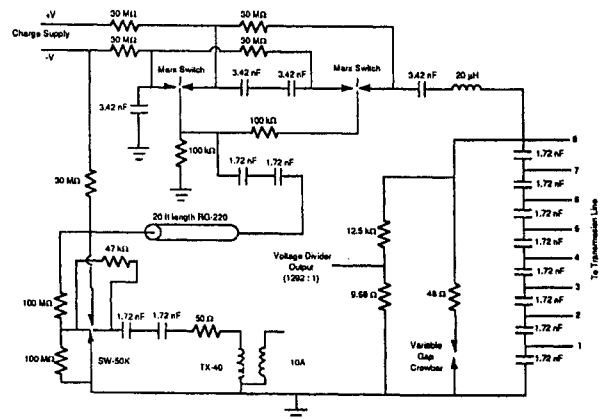 +V
30 MΩ
30 MΩ
Charge Supply
30 MΩ
30 MΩ
-V
Marx Switch
Marx Switch
3.42 nF
3.42 nF
3.42 nF
20 µH
3.42 nF
100 kΩ
100 kΩ
8
1.72 nF
7
1.72 nF
1.72 nF
1.72 nF
30 MΩ
1.72 nF
6
20 ft length RG-220
12.5 kΩ
1.72 nF
5
To Transmission Line
47 kΩ
Voltage Divider
Output
(1292 : 1)
1.72 nF
4
1.72 nF
3
100 MΩ
1.72 nF
1.72 nF
50 Ω
9.68 Ω
48 Ω
1.72 nF
2
1.72 nF
1
100 MΩ
SW-50K
TX-40
10A
Variable
Gap
Crowbar
1.72 nF